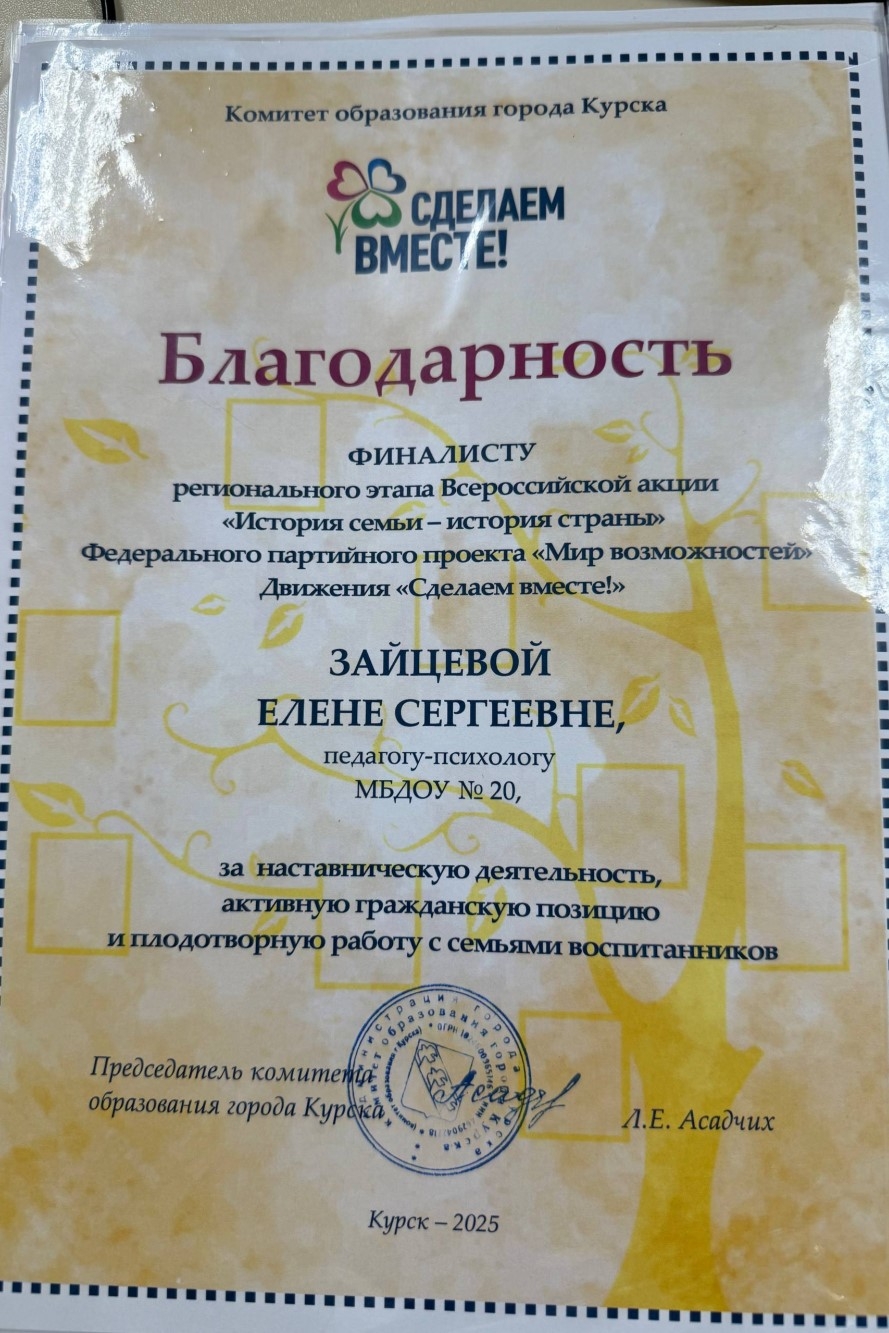 Комитет образования города Курска
СДЕЛАЕМ
ВМЕСТЕ!
Благодарность
ФИНАЛИСТУ
регионального этапа Всероссийской акции
«История семьи – история страны»
Федерального партийного проекта «Мир возможностей»
Движения «Сделаем вместе!»
ЗАЙЦЕВОЙ
ЕЛЕНЕ СЕРГЕЕВНЕ,
педагогу-психологу
МБДОУ № 20,
за наставническую деятельность,
активную гражданскую позицию
и плодотворную работу с семьями воспитанников
Председатель комитета
образования города Курска
Л.Е. Асадчих
Курск – 2025